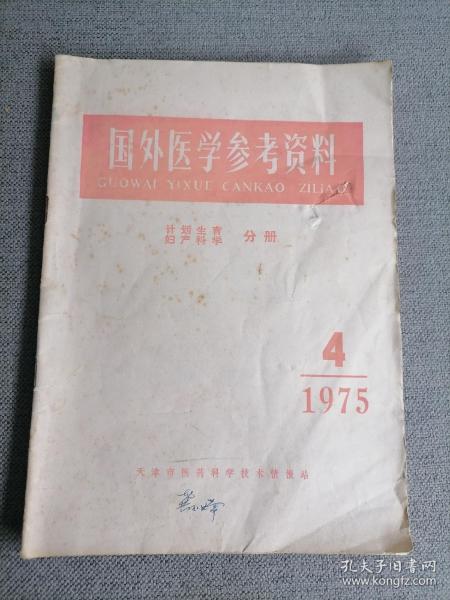 国外医学参考资料
GUOWAI YIXUE CANKAO ZILIAO
计划生育
妇产科学 分册
4
1975
天津市医药科学技术情报站
孔夫子旧书网
www.kongfz.com